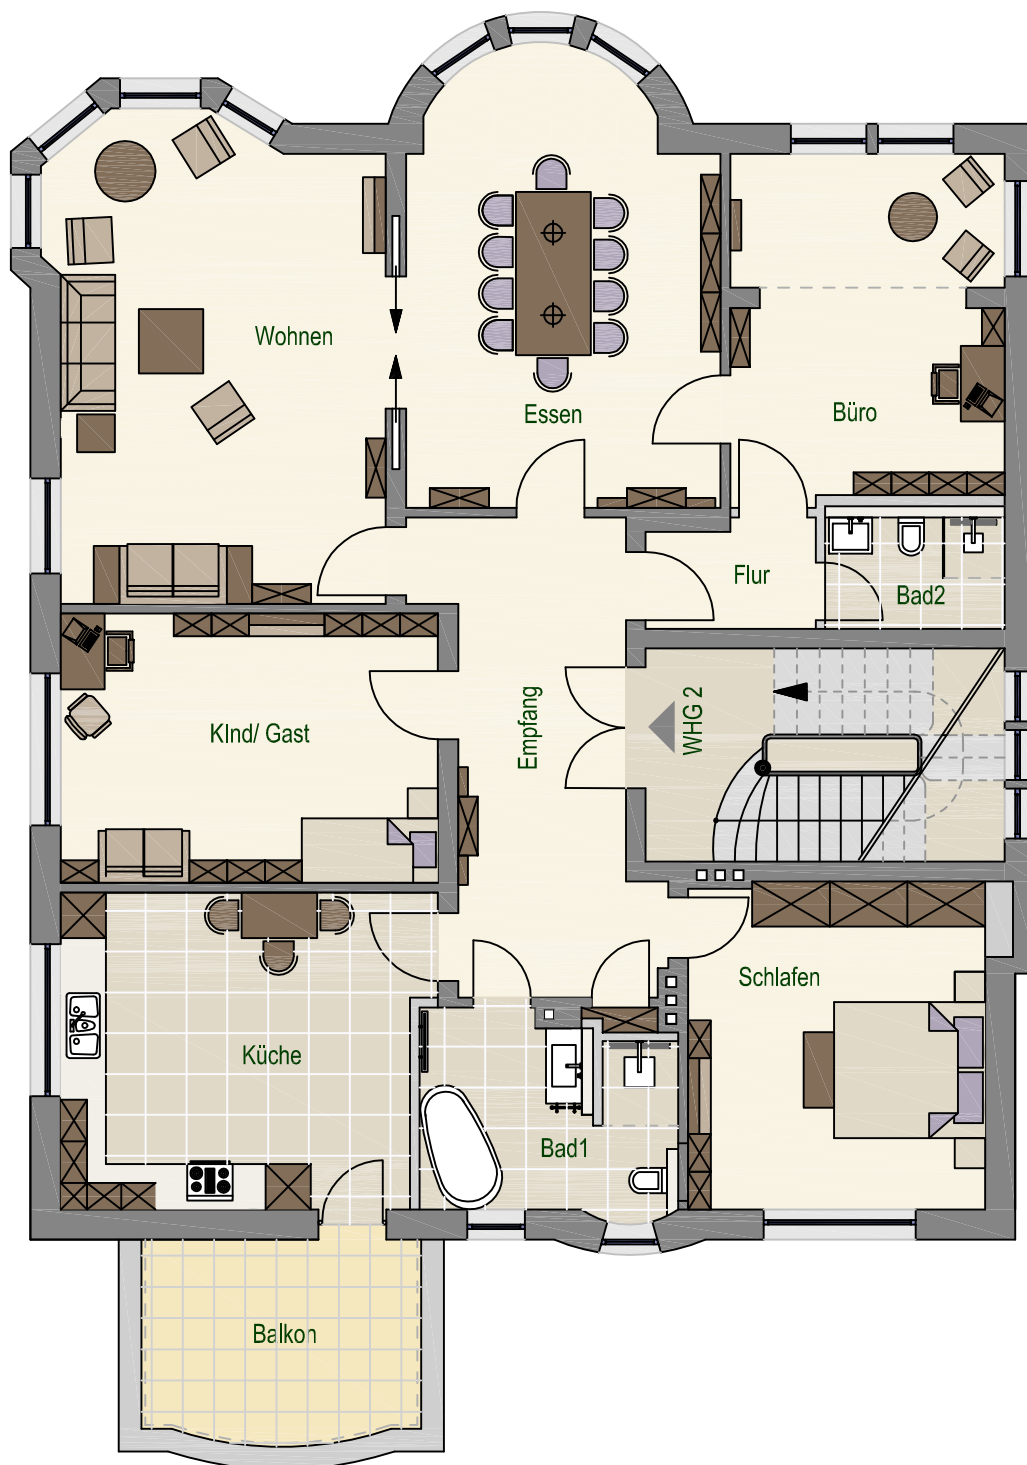 Wohnen
Essen
Büro
Flur
Bad2
Empfang
WHG 2
KInd/ Gast
Schlafen
Küche
Bad1
Balkon